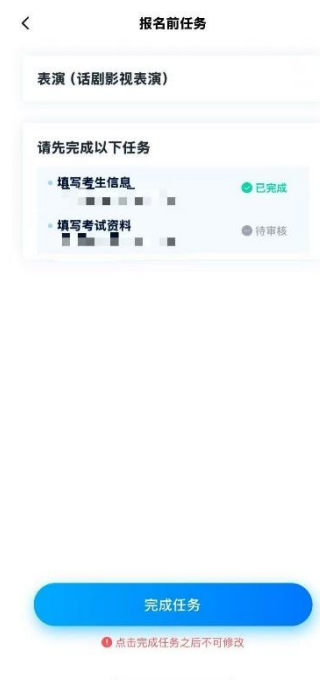 报名前任务
表演（话剧影视表演）
请先完成以下任务
填写考生信息
已完成
填写考试资料
待审核
完成任务
点击完成任务之后不可修改